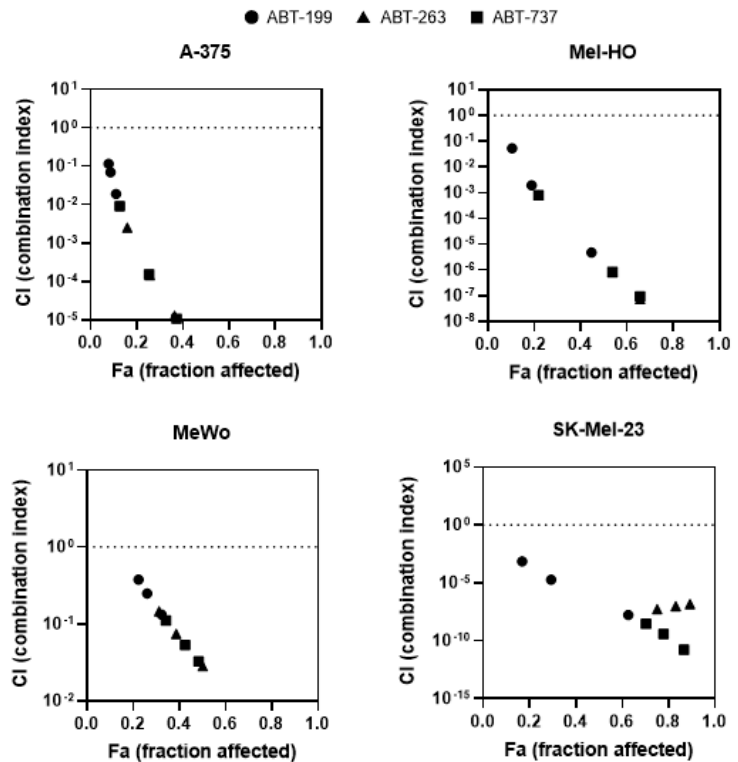 ABT-199 ABT-263 ABT-737
A-375
CI (combination index)
10¹
10⁰
10⁻¹
10⁻²
10⁻³
10⁻⁴
10⁻⁵
0.0 0.2 0.4 0.6 0.8 1.0
Fa (fraction affected)
Mel-HO
CI (combination index)
10¹
10⁰
10⁻¹
10⁻²
10⁻³
10⁻⁴
10⁻⁵
10⁻⁶
10⁻⁷
10⁻⁸
0.0 0.2 0.4 0.6 0.8 1.0
Fa (fraction affected)
MeWo
CI (combination index)
10¹
10⁰
10⁻¹
10⁻²
0.0 0.2 0.4 0.6 0.8 1.0
Fa (fraction affected)
SK-Mel-23
CI (combination index)
10⁵
10⁰
10⁻⁵
10⁻¹⁰
10⁻¹⁵
0.0 0.2 0.4 0.6 0.8 1.0
Fa (fraction affected)